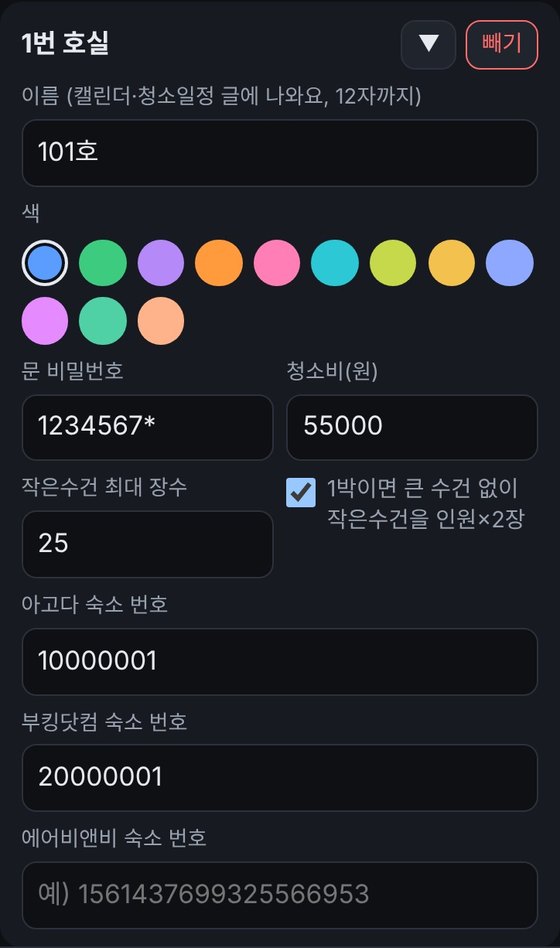 1번 호실
▼
빼기
이름 (캘린더·청소일정 글에 나와요, 12자까지)
101호
색
문 비밀번호
청소비(원)
1234567*
55000
작은수건 최대 장수
25
1박이면 큰 수건 없이
작은수건을 인원×2장
아고다 숙소 번호
10000001
부킹닷컴 숙소 번호
20000001
에어비앤비 숙소 번호
예) 1561437699325566953